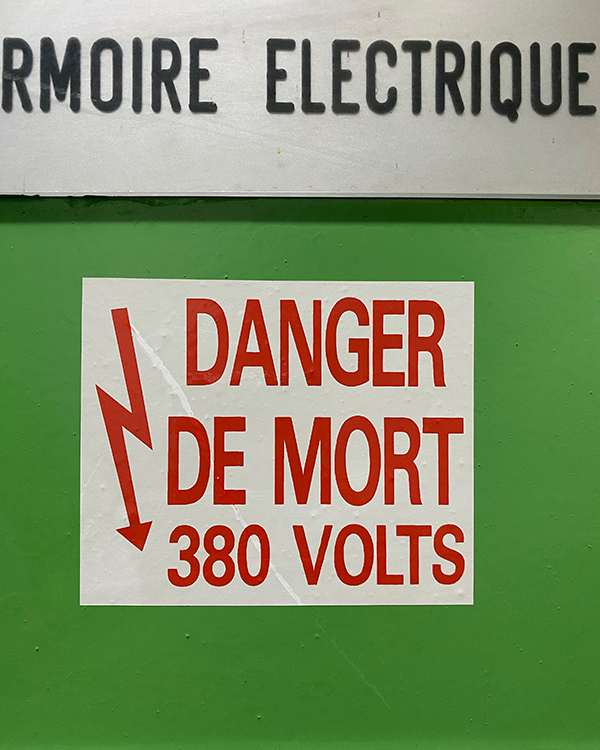 RMOIRE ELECTRIQUE
DANGER
DE MORT
380 VOLTS